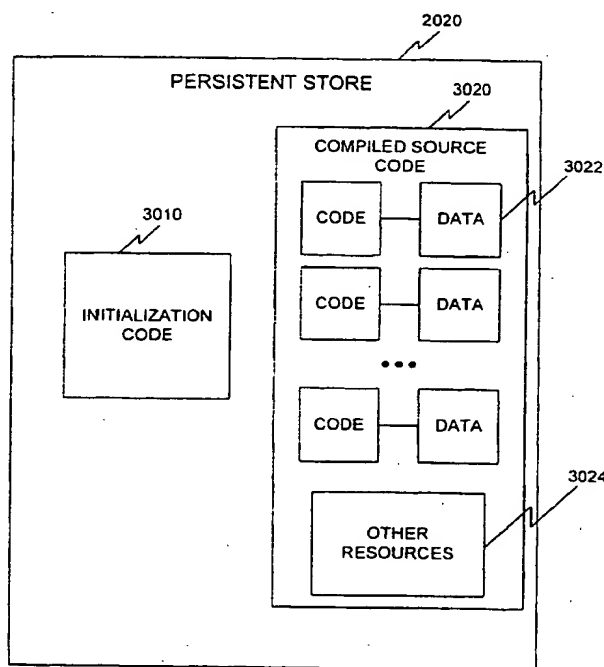 2020
PERSISTENT STORE
3020
COMPILED SOURCE
CODE
3022
CODE
DATA
3010
INITIALIZATION
CODE
CODE
DATA
•••
CODE
DATA
3024
OTHER
RESOURCES